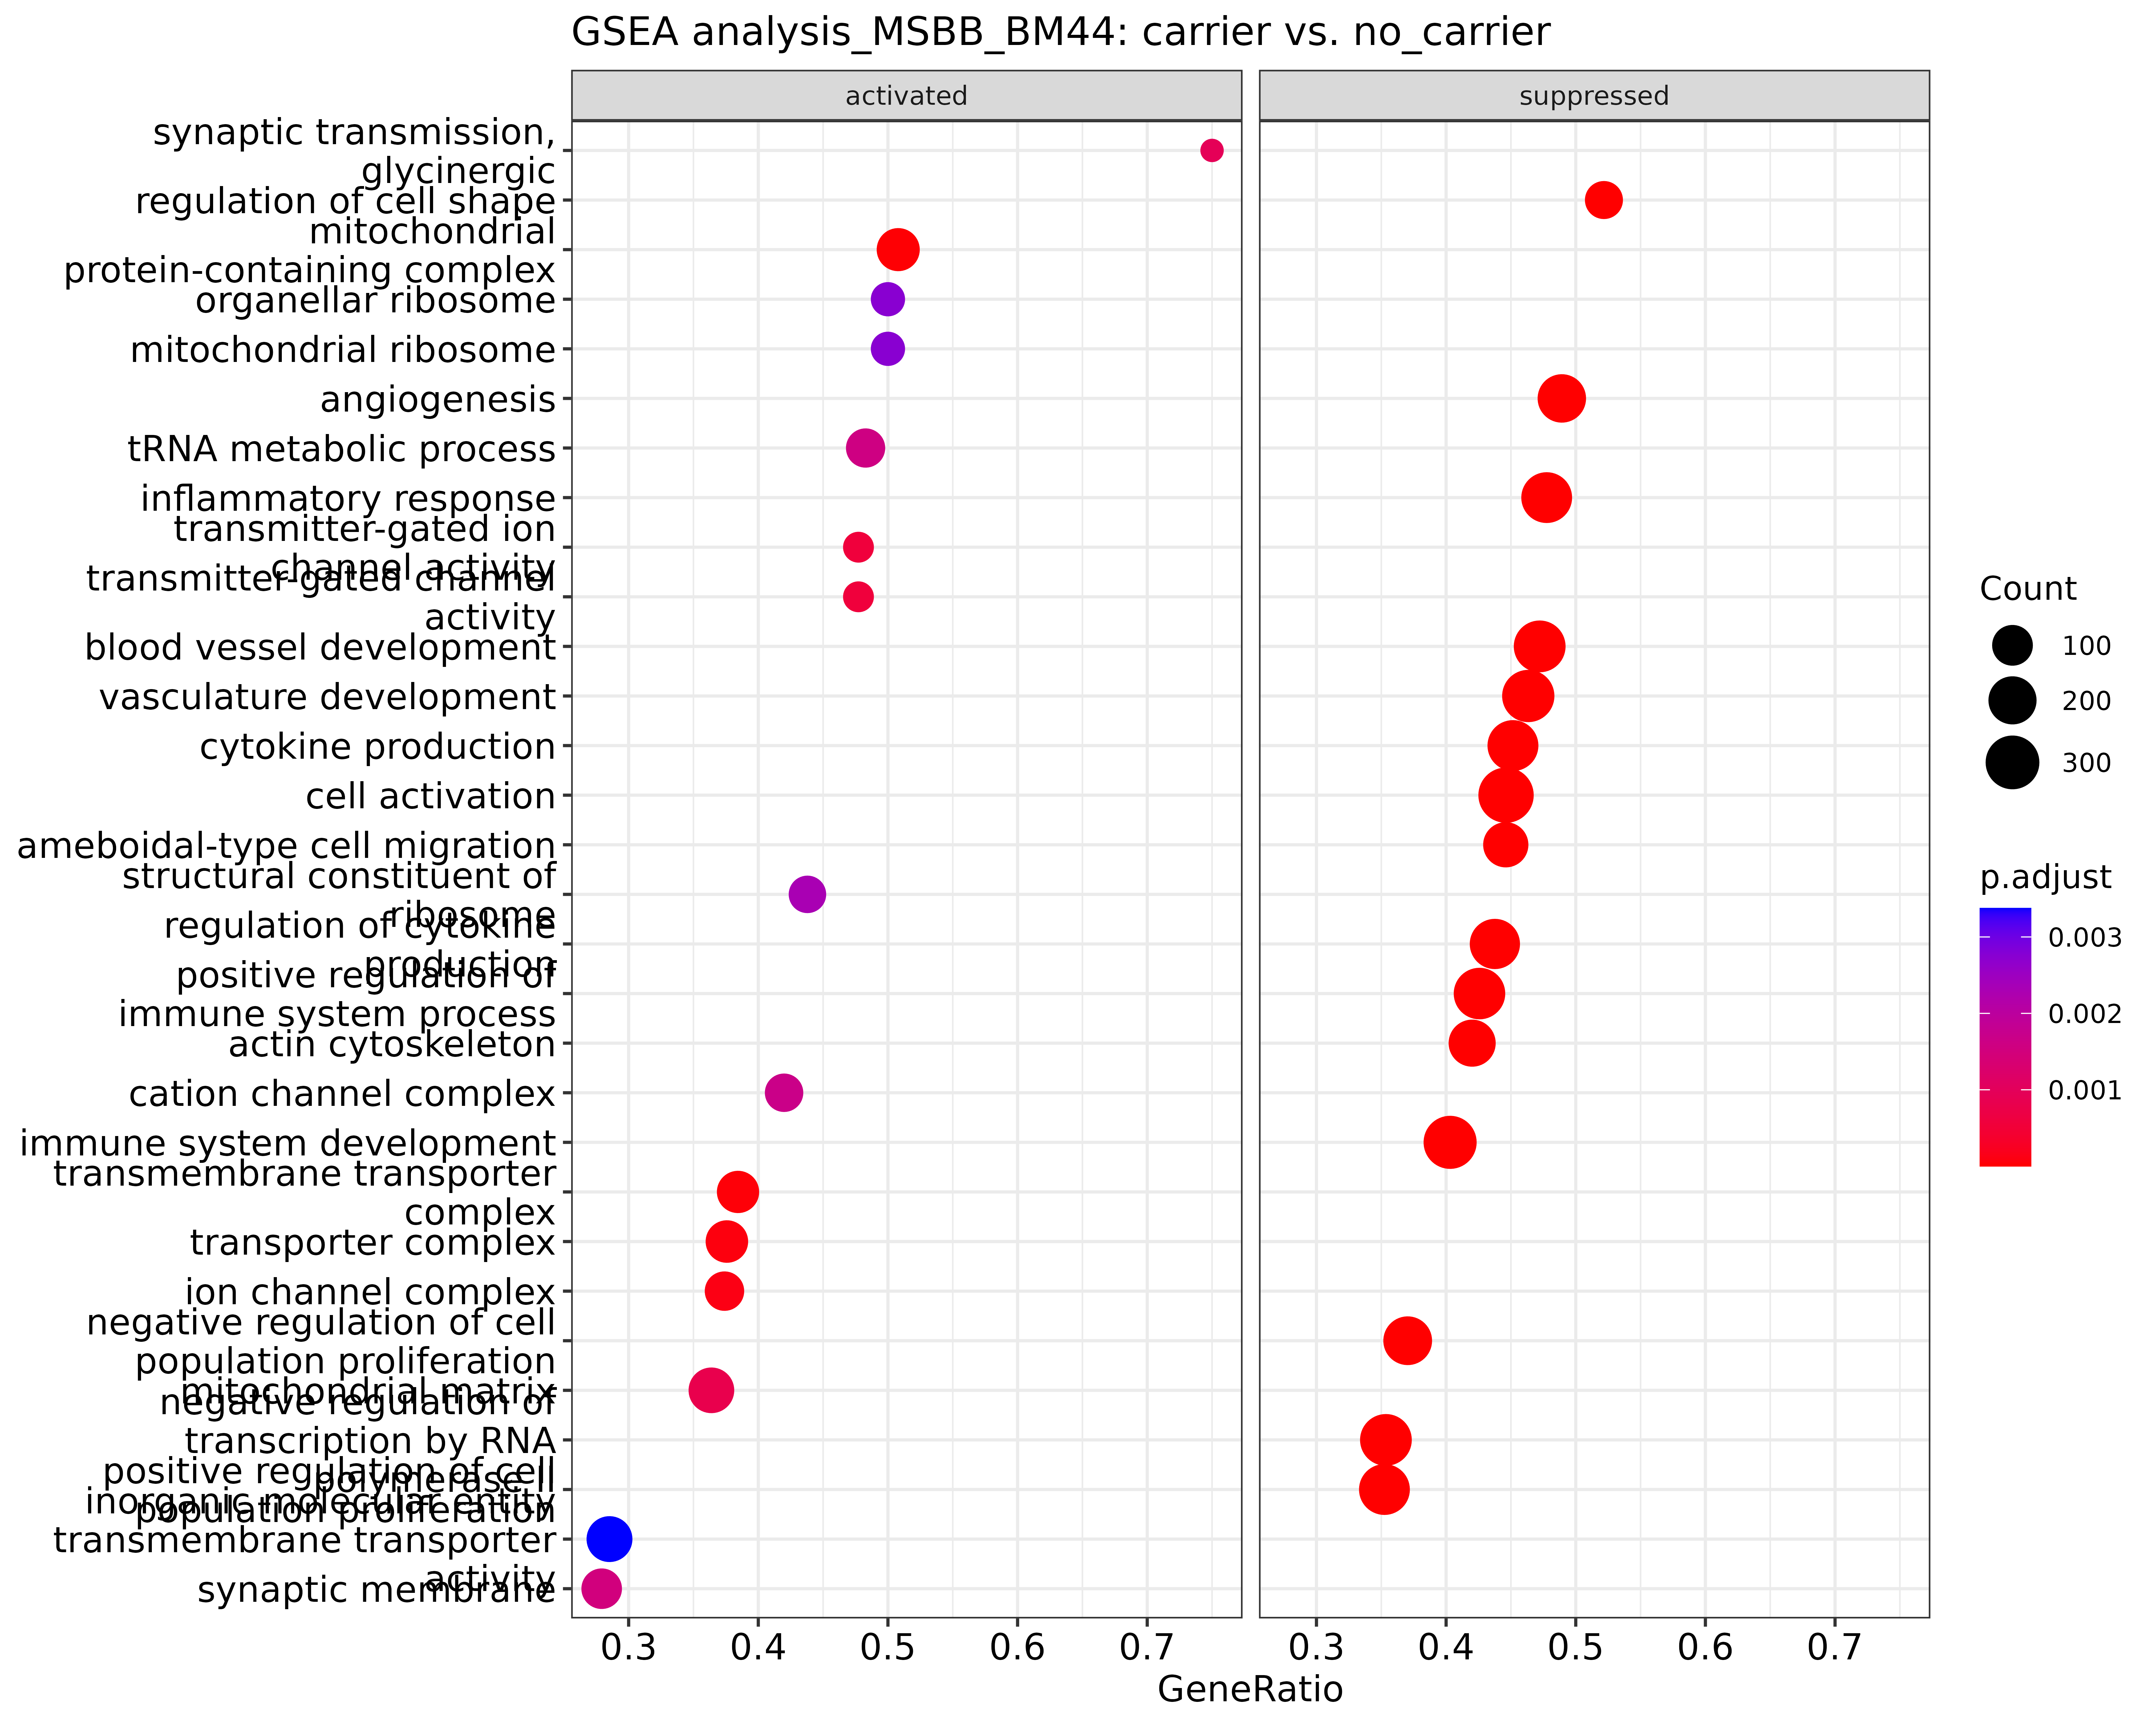 GSEA analysis_MSBB_BM44: carrier vs. no_carrier
activated
suppressed
synaptic transmission,
glycinergic
regulation of cell shape
mitochondrial
protein-containing complex
organellar ribosome
mitochondrial ribosome
angiogenesis
tRNA metabolic process
inflammatory response
transmitter-gated ion
channel activity
transmitter-gated channel
activity
blood vessel development
vasculature development
cytokine production
cell activation
ameboidal-type cell migration
structural constituent of
ribosome
regulation of cytokine
production
positive regulation of
immune system process
actin cytoskeleton
cation channel complex
immune system development
transmembrane transporter
complex
transporter complex
ion channel complex
negative regulation of cell
population proliferation
mitochondrial matrix
negative regulation of
transcription by RNA
polymerase II
positive regulation of cell
population proliferation
inorganic molecular entity
transmembrane transporter
activity
synaptic membrane
0.3 0.4 0.5 0.6 0.7
0.3 0.4 0.5 0.6 0.7
GeneRatio
Count
100
200
300
p.adjust
0.003
0.002
0.001